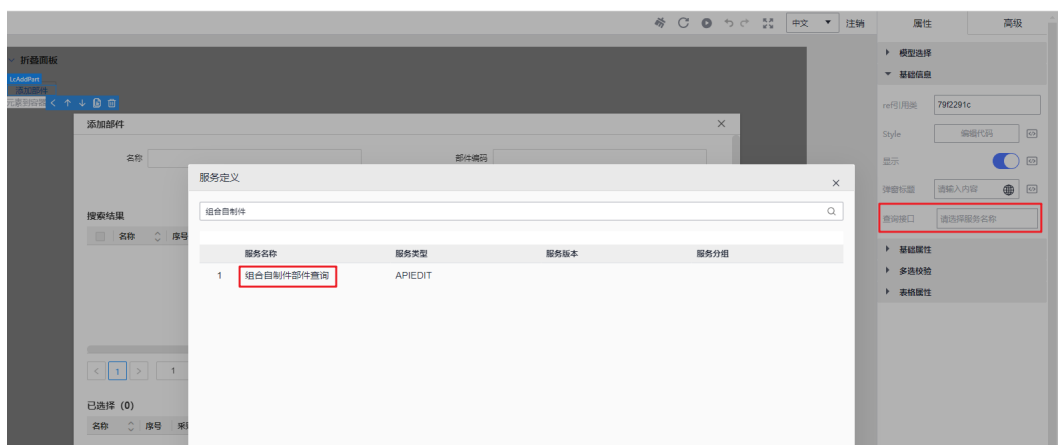 中文 注销 属性 高级
模型选择
折叠面板
基础信息
LcAddPart
添加部件
元素到容器
ref引用类 79f2291c
添加部件
Style 编辑代码
名称 部件编码
显示
服务定义
弹窗标题 请输入内容
组合自制件
搜索结果
查询接口 请选择服务名称
名称 序号
服务名称 服务类型 服务版本 服务分组
基础属性
1 组合自制件部件查询 APIEDIT
多选校验
表格属性
1 1
已选择 (0)
名称 序号